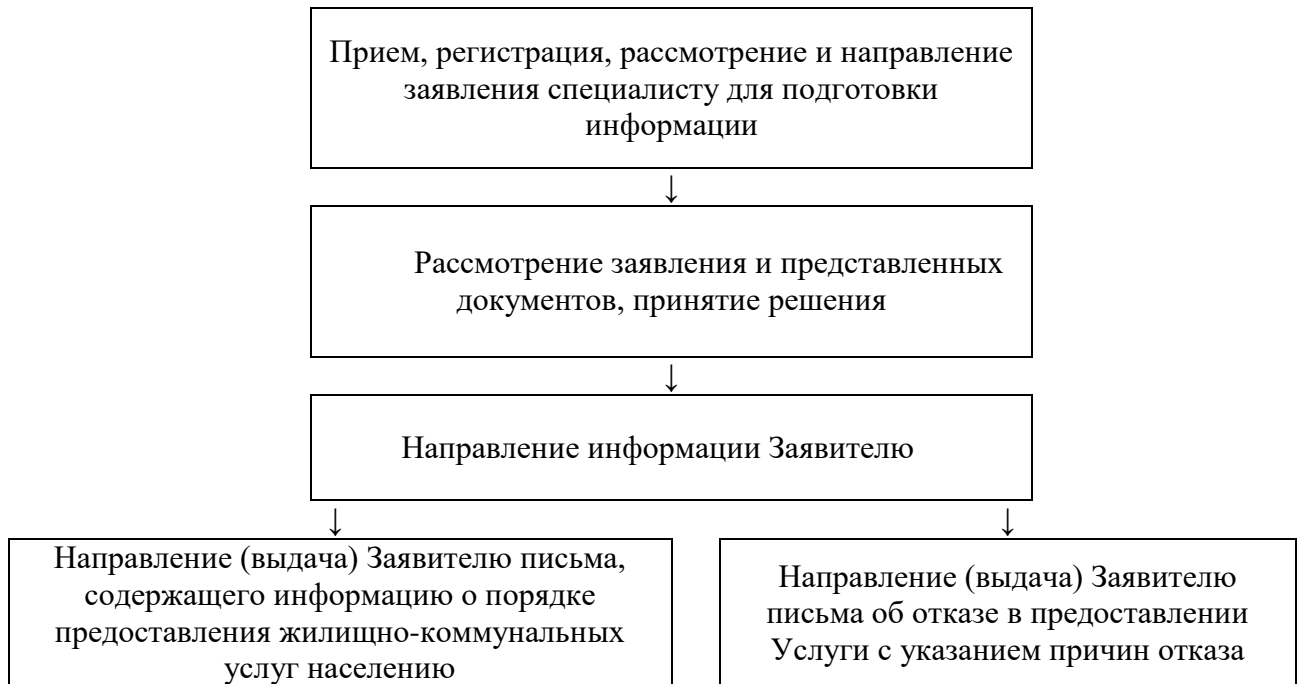 Прием, регистрация, рассмотрение и направление
заявления специалисту для подготовки
информации
↓
Рассмотрение заявления и представленных
документов, принятие решения
↓
Направление информации Заявителю
↓ ↓
Направление (выдача) Заявителю письма,
содержащего информацию о порядке
предоставления жилищно-коммунальных
услуг населению
Направление (выдача) Заявителю
письма об отказе в предоставлении
Услуги с указанием причин отказа